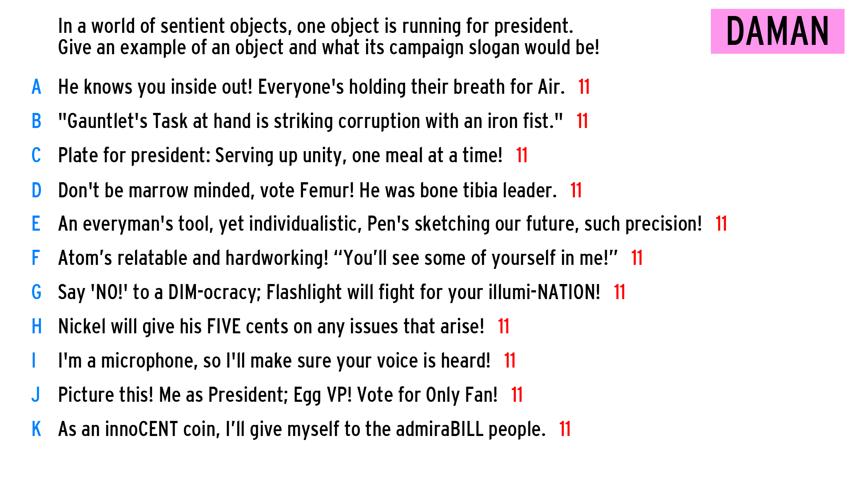 In a world of sentient objects, one object is running for president.
DAMAN
Give an example of an object and what its campaign slogan would be!
A He knows you inside out! Everyone's holding their breath for Air. 11
B "Gauntlet's Task at hand is striking corruption with an iron fist." 11
C Plate for president: Serving up unity, one meal at a time! 11
D Don't be marrow minded, vote Femur! He was bone tibia leader. 11
E An everyman's tool, yet individualistic, Pen's sketching our future, such precision! 11
F Atom’s relatable and hardworking! “You’ll see some of yourself in me!” 11
G Say 'NO!' to a DIM-ocracy; Flashlight will fight for your illumi-NATION! 11
H Nickel will give his FIVE cents on any issues that arise! 11
I I'm a microphone, so I'll make sure your voice is heard! 11
J Picture this! Me as President; Egg VP! Vote for Only Fan! 11
K As an innoCENT coin, I’ll give myself to the admiraBILL people. 11